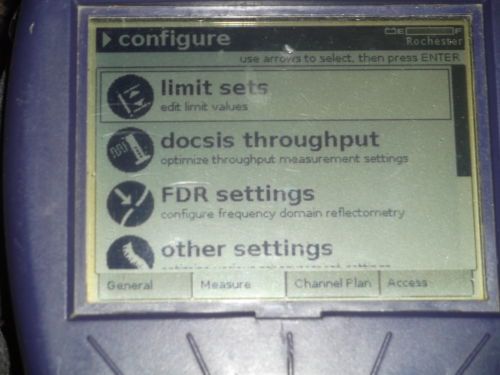 configure
E F
Rochester
use arrows to select, then press ENTER
limit sets
edit limit values
docsis throughput
optimize throughput measurement settings
FDR settings
configure frequency domain reflectometry
other settings
General Measure Channel Plan Access